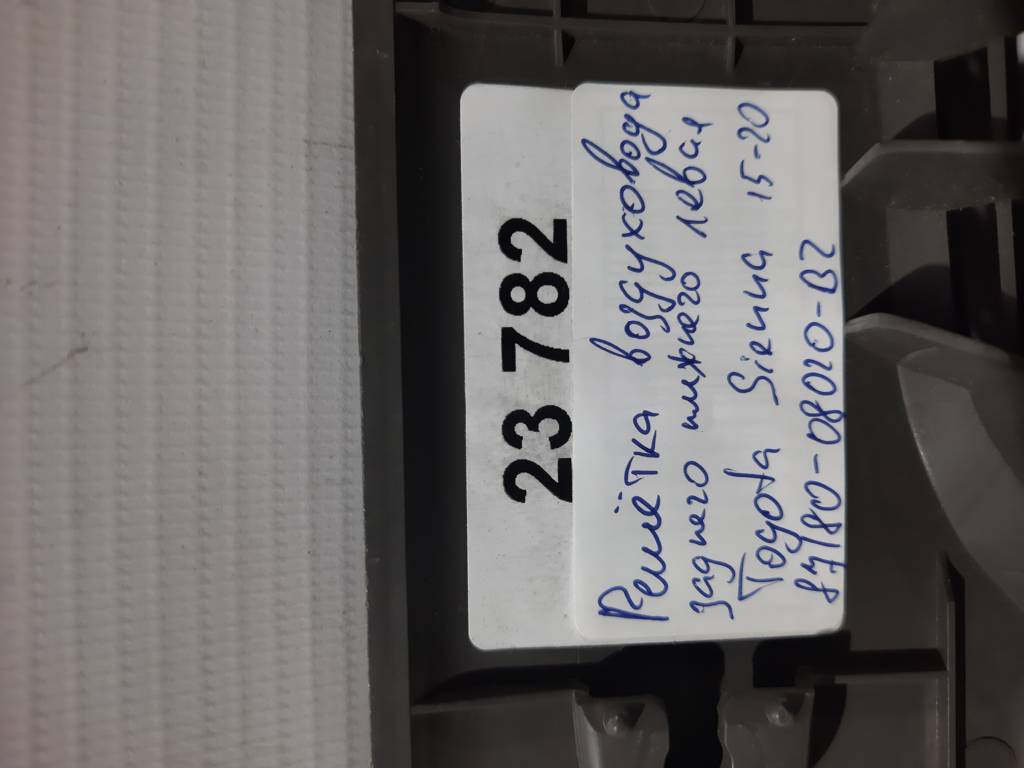 23 782
Решётка воздуховода
заднего нижнего левая
Toyota Sienna 15-20
87180-08020-B2